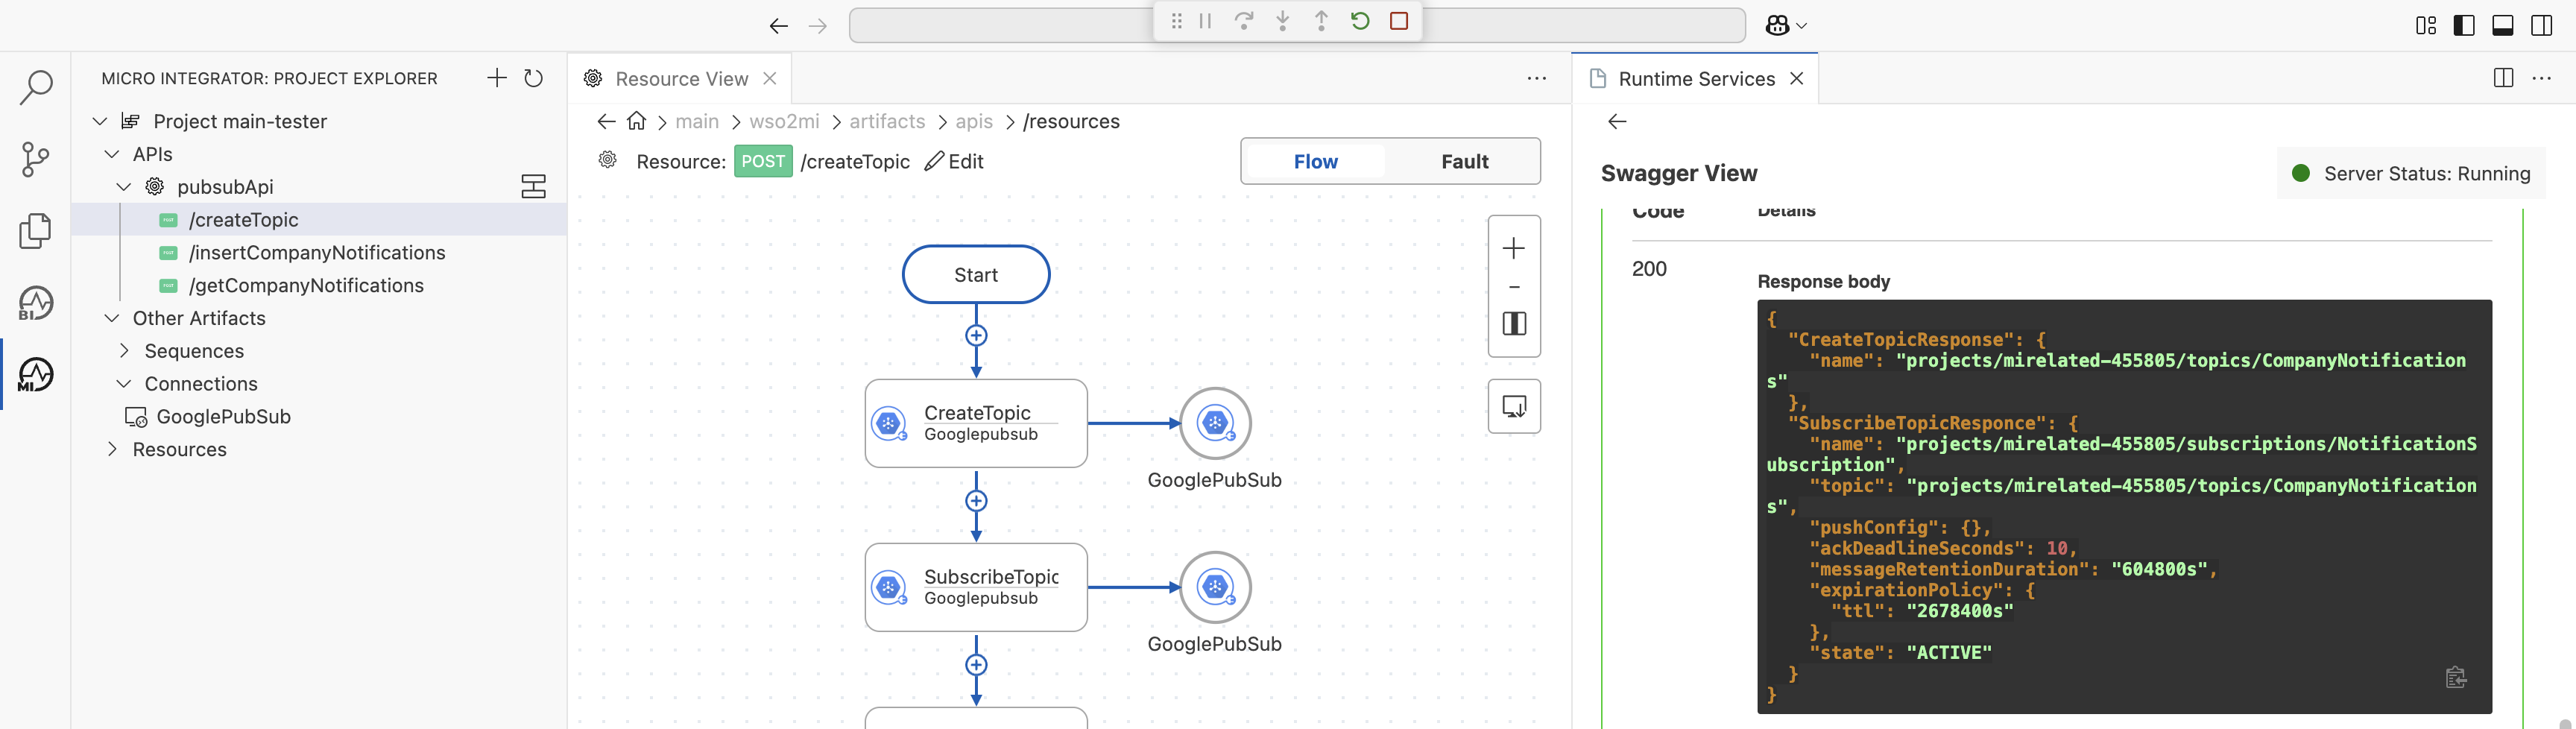 MICRO INTEGRATOR: PROJECT EXPLORER
Project main-tester
APIs
pubsubApi
/createTopic
/insertCompanyNotifications
/getCompanyNotifications
Other Artifacts
Sequences
Connections
GooglePubSub
Resources
BI
MI
Resource View
main
wso2mi
artifacts
apis
/resources
Resource: POST /createTopic Edit
Flow
Fault
Start
CreateTopic
Googlepubsub
GooglePubSub
SubscribeTopic
Googlepubsub
GooglePubSub
Runtime Services
Swagger View
Server Status: Running
Code Details
200
Response body
{
"CreateTopicResponse": {
"name": "projects/mirelated-455805/topics/CompanyNotification
s"
},
"SubscribeTopicResponce": {
"name": "projects/mirelated-455805/subscriptions/NotificationS
ubscription",
"topic": "projects/mirelated-455805/topics/CompanyNotification
s",
"pushConfig": {},
"ackDeadlineSeconds": 10,
"messageRetentionDuration": "604800s",
"expirationPolicy": {
"ttl": "2678400s"
},
"state": "ACTIVE"
}
}